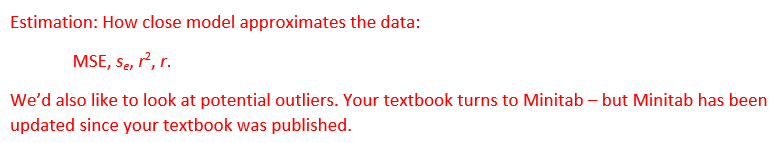 Estimation: How close model approximates the data:
MSE, sₑ, r², r.
We’d also like to look at potential outliers. Your textbook turns to Minitab – but Minitab has been
updated since your textbook was published.